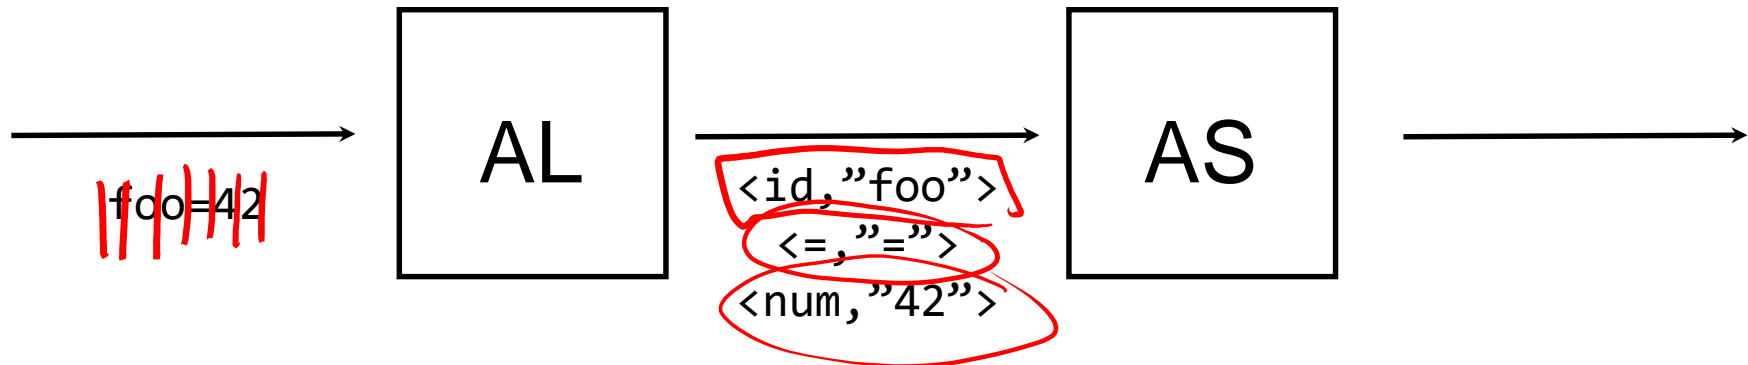 foo=42
AL
<id,”foo”>
<=,”=”>
<num,”42”>
AS